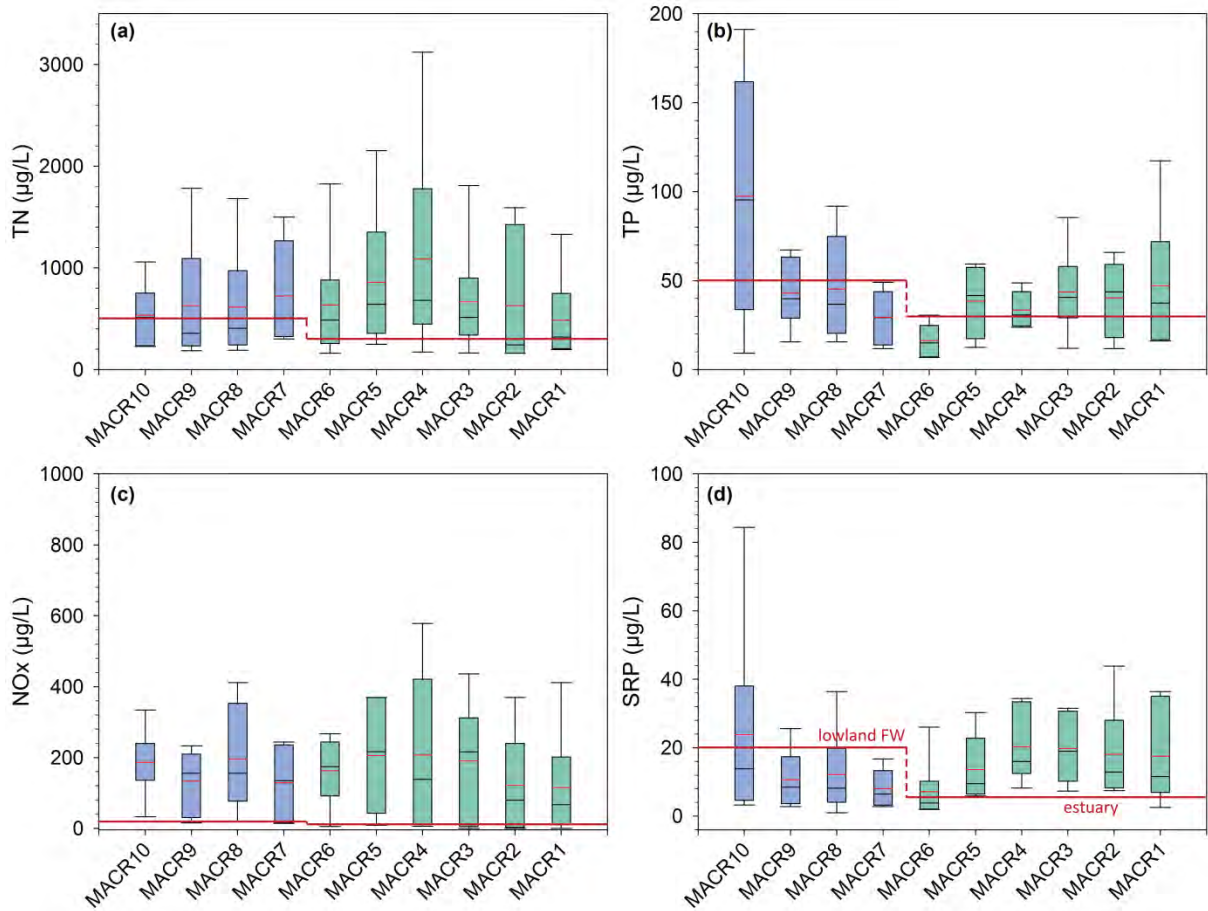 (a)
TN (µg/L)
3000
2000
1000
0
MACR10
MACR9
MACR8
MACR7
MACR6
MACR5
MACR4
MACR3
MACR2
MACR1
(b)
TP (µg/L)
200
150
100
50
0
MACR10
MACR9
MACR8
MACR7
MACR6
MACR5
MACR4
MACR3
MACR2
MACR1
(c)
NOx (µg/L)
1000
800
600
400
200
0
MACR10
MACR9
MACR8
MACR7
MACR6
MACR5
MACR4
MACR3
MACR2
MACR1
(d)
SRP (µg/L)
100
80
60
40
20
0
lowland FW
estuary
MACR10
MACR9
MACR8
MACR7
MACR6
MACR5
MACR4
MACR3
MACR2
MACR1